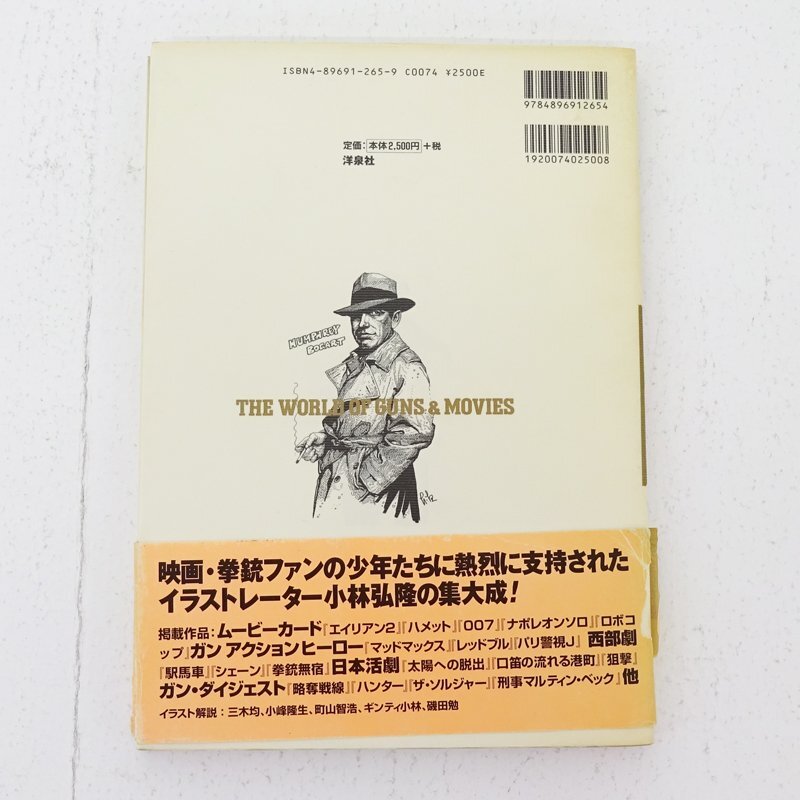 ISBN4-89691-265-9 C0074 ¥2500E
9784896912654
定価：本体2,500円+税
1920074025008
洋泉社
HUMPHREY
BOGART
THE WORLD OF GUNS & MOVIES
映画・拳銃ファンの少年たちに熱烈に支持された
イラストレーター小林弘隆の集大成！
掲載作品：ムービーカード『エイリアン2』『ハメット』『007』『ナポレオンソロ』『ロボコ
ップ』ガン アクションヒーロー『マッドマックス』『レッドブル』『パリ警視J』 西部劇
『駅馬車』『シェーン』『拳銃無宿』日本活劇『太陽への脱出』『口笛の流れる港町』『狙撃』
ガン・ダイジェスト『略奪戦線』『ハンター』『ザ・ソルジャー』『刑事マルティン・ベック』他
イラスト解説：三木均、小峰隆生、町山智浩、ギンティ小林、磯田勉